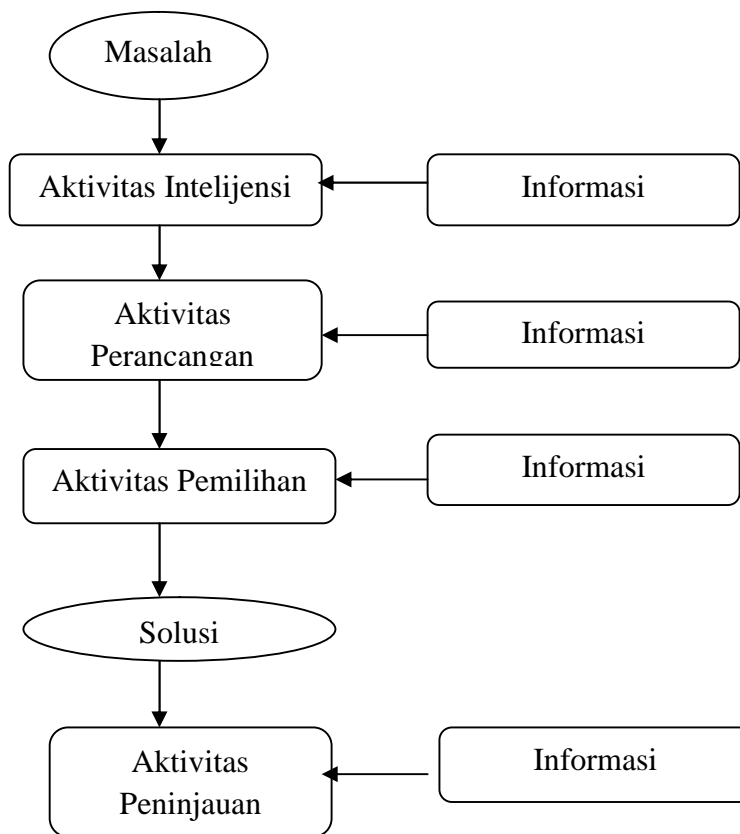 Masalah
Aktivitas Intelijensi
Informasi
Aktivitas
Perancangan
Informasi
Aktivitas Pemilihan
Informasi
Solusi
Aktivitas
Peninjauan
Informasi